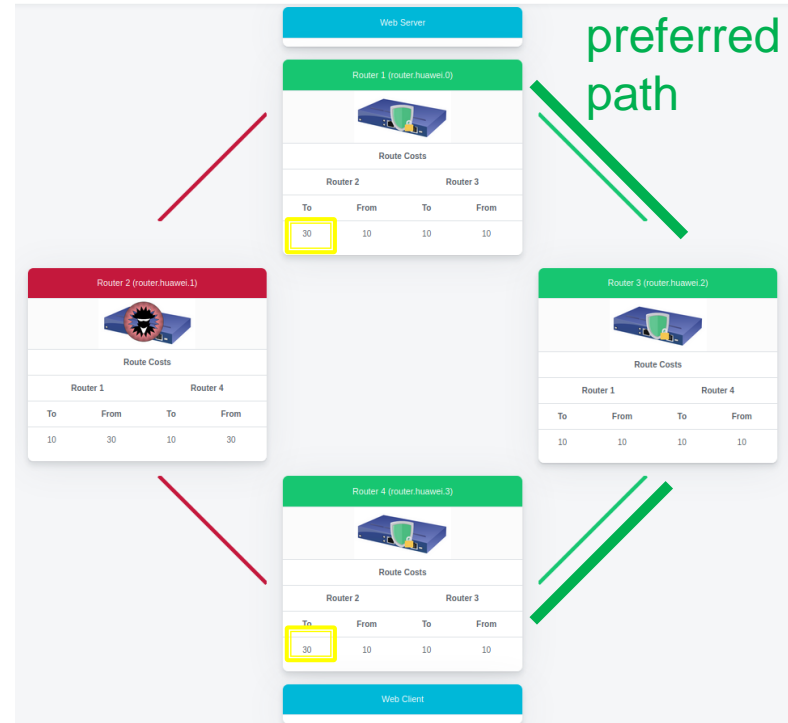 Web Server
preferred
path
Router 1 (router.huawei.0)
Route Costs
Router 2 Router 3
To From To From
30 10 10 10
Router 2 (router.huawei.1)
Route Costs
Router 1 Router 4
To From To From
10 30 10 30
Router 3 (router.huawei.2)
Route Costs
Router 1 Router 4
To From To From
10 10 10 10
Router 4 (router.huawei.3)
Route Costs
Router 2 Router 3
To From To From
30 10 10 10
Web Client